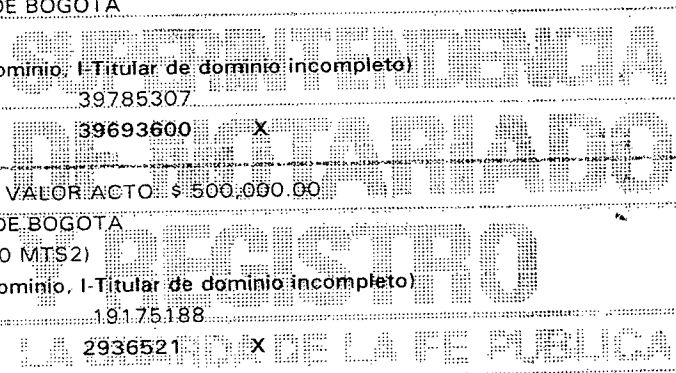 DE BOGOTA
SUPERINTENDENCIA
ominio, I-Titular de dominio incompleto)
39785307
DE NOTARIADO
39693600 X
VALOR ACTO: $ 500,000.00
DE BOGOTA
0 MTS2)
Y REGISTRO
ominio, I-Titular de dominio incompleto)
19175188
2936521 X
LA GUARDA DE LA FE PUBLICA